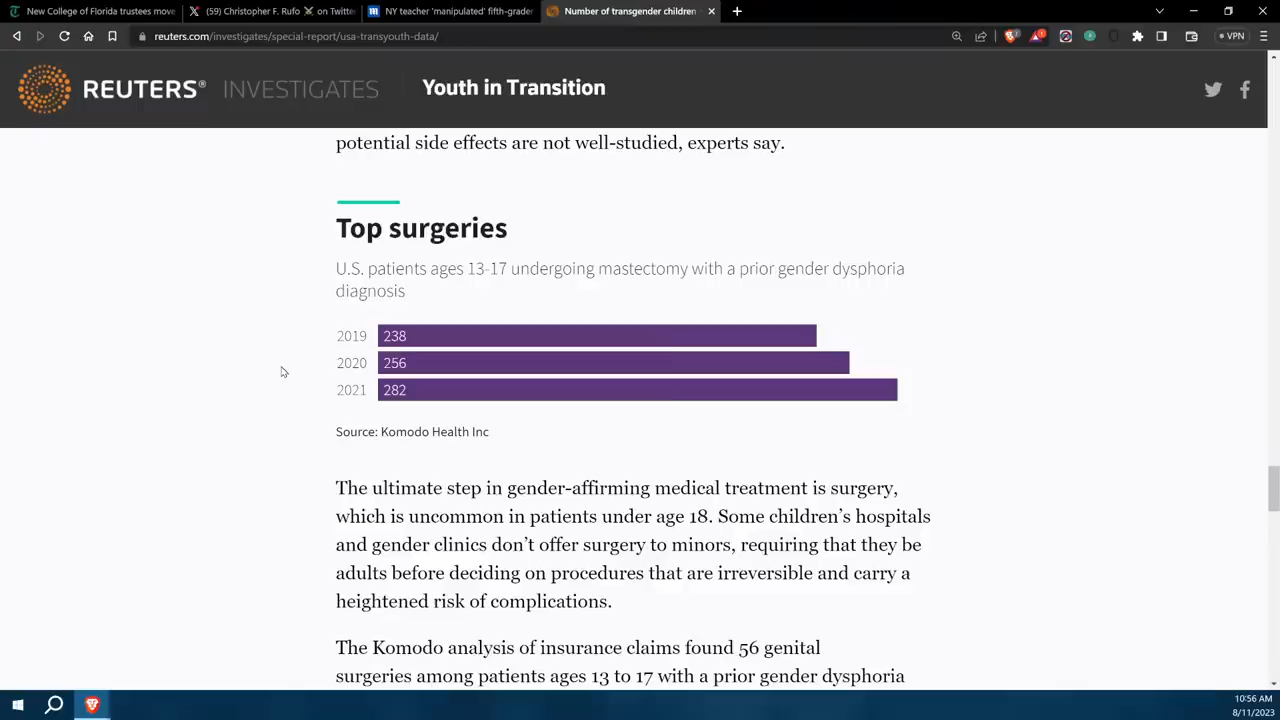 New College of Florida trustees move
(59) Christopher F. Rufo ⚔ on Twitte
NY teacher 'manipulated' fifth-grader
Number of transgender children
reuters.com/investigates/special-report/usa-transyouth-data/
VPN
REUTERS® INVESTIGATES
Youth in Transition
potential side effects are not well-studied, experts say.
Top surgeries
U.S. patients ages 13-17 undergoing mastectomy with a prior gender dysphoria
diagnosis
2019 238
2020 256
2021 282
Source: Komodo Health Inc
The ultimate step in gender-affirming medical treatment is surgery,
which is uncommon in patients under age 18. Some children’s hospitals
and gender clinics don’t offer surgery to minors, requiring that they be
adults before deciding on procedures that are irreversible and carry a
heightened risk of complications.
The Komodo analysis of insurance claims found 56 genital
surgeries among patients ages 13 to 17 with a prior gender dysphoria
10:56 AM
8/11/2023